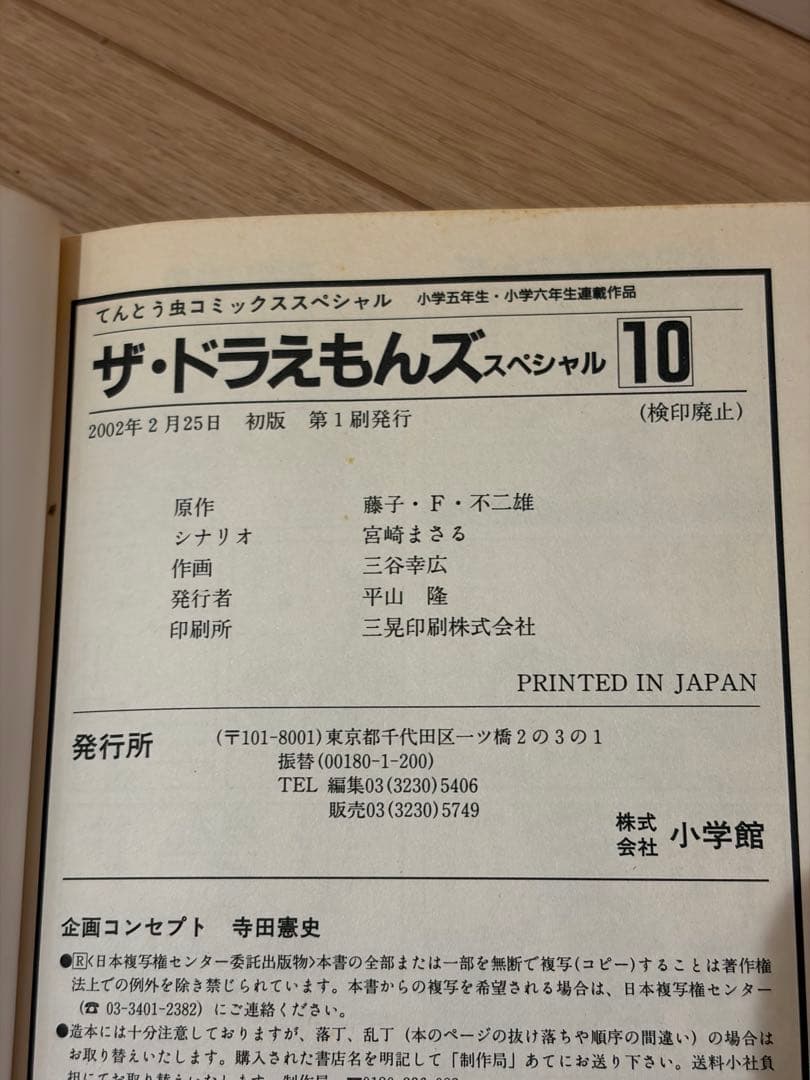 てんとう虫コミックススペシャル 小学五年生・小学六年生連載作品
ザ・ドラえもんズスペシャル 10
2002年2月25日 初版 第1刷発行 (検印廃止)
原作 藤子・F・不二雄
シナリオ 宮崎まさる
作画 三谷幸広
発行者 平山 隆
印刷所 三晃印刷株式会社
PRINTED IN JAPAN
発行所 (〒101-8001)東京都千代田区一ツ橋2の3の1
振替(00180-1-200)
TEL 編集03(3230)5406
販売03(3230)5749
株式会社 小学館
企画コンセプト 寺田憲史
●Ⓡ<日本複写権センター委託出版物>本書の全部または一部を無断で複写(コピー)することは著作権
法上での例外を除き禁じられています。本書からの複写を希望される場合は、日本複写権センター
(☎ 03-3401-2382) にご連絡ください。
●造本には十分注意しておりますが、落丁、乱丁 (本のページの抜け落ちや順序の間違い) の場合は
お取り替えいたします。購入された書店名を明記して「制作局」あてにお送り下さい。送料小社負
担にてお取り替えいたします。制作局